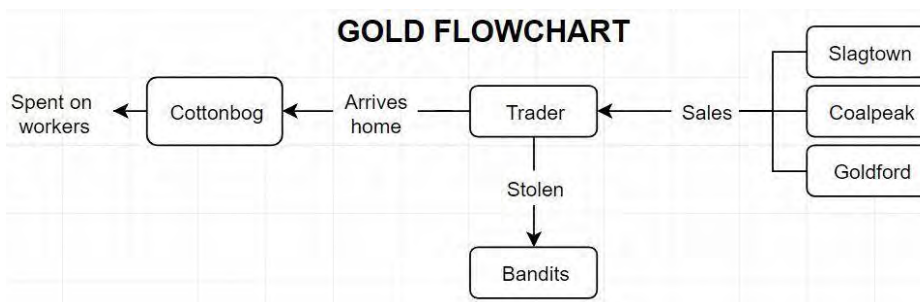 GOLD FLOWCHART
Slagtown
Spent on
workers
Cottonbog
Arrives
home
Trader
Sales
Coalpeak
Goldford
Stolen
Bandits